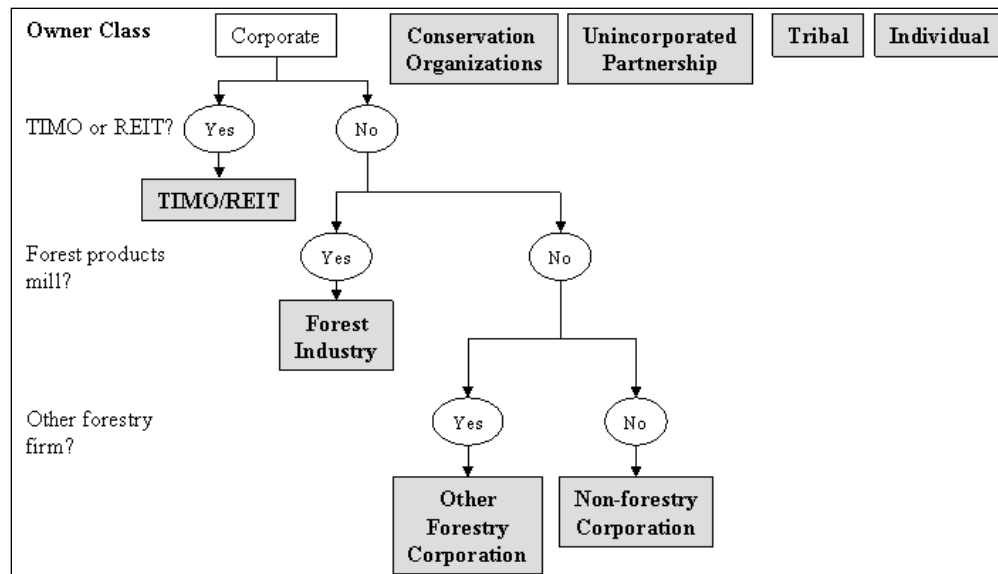 Owner Class
Corporate
Conservation
Organizations
Unincorporated
Partnership
Tribal
Individual
TIMO or REIT?
Yes
No
TIMO/REIT
Forest products
mill?
Yes
No
Forest
Industry
Other forestry
firm?
Yes
No
Other
Forestry
Corporation
Non-forestry
Corporation